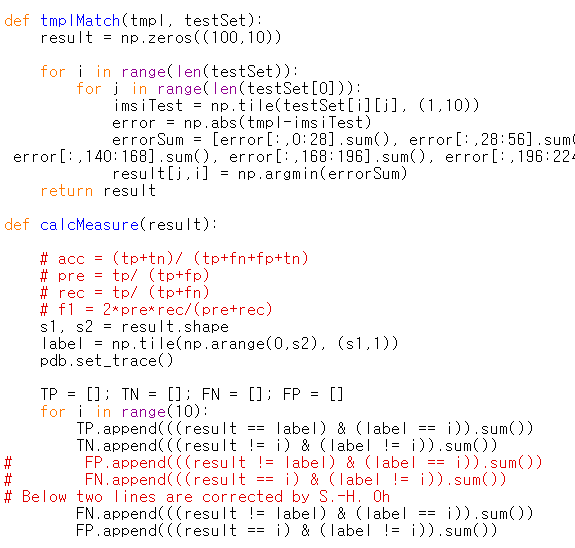 def tmplMatch(tmpl, testSet):
    result = np.zeros((100,10))

    for i in range(len(testSet)):
        for j in range(len(testSet[0])):
            imsiTest = np.tile(testSet[i][j], (1,10))
            error = np.abs(tmpl-imsiTest)
            errorSum = [error[:,0:28].sum(), error[:,28:56].su
 error[:,140:168].sum(), error[:,168:196].sum(), error[:,196:224
            result[j,i] = np.argmin(errorSum)
    return result

def calcMeasure(result):

    # acc = (tp+tn)/ (tp+fn+fp+tn)
    # pre = tp/ (tp+fp)
    # rec = tp/ (tp+fn)
    # f1 = 2*pre*rec/(pre+rec)
    s1, s2 = result.shape
    label = np.tile(np.arange(0,s2), (s1,1))
    pdb.set_trace()

    TP = []; TN = []; FN = []; FP = []
    for i in range(10):
        TP.append(((result == label) & (label == i)).sum())
        TN.append(((result != i) & (label != i)).sum())
#        FP.append(((result != label) & (label == i)).sum())
#        FN.append(((result == i) & (label != i)).sum())
# Below two lines are corrected by S.-H. Oh
        FN.append(((result != label) & (label == i)).sum())
        FP.append(((result == i) & (label != i)).sum())